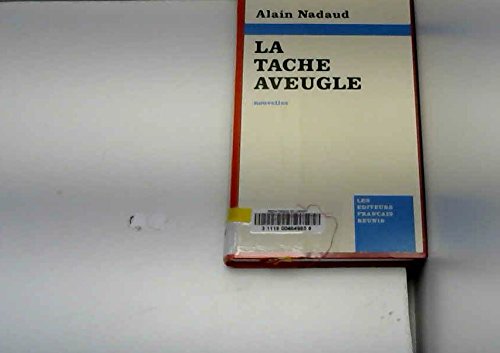 Alain Nadaud
LA
TACHE
AVEUGLE
nouvelles
LES
EDITEURS
FRANCAIS
REUNIS